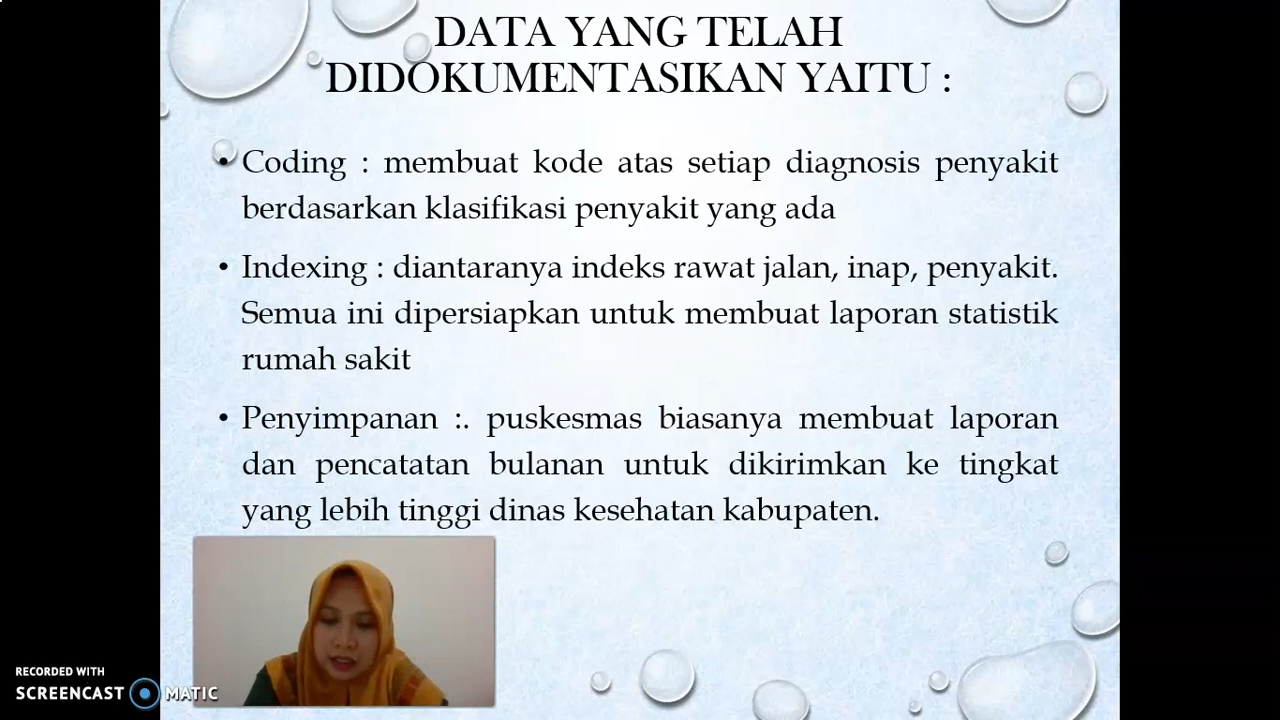 DATA YANG TELAH
DIDOKUMENTASIKAN YAITU :
• Coding : membuat kode atas setiap diagnosis penyakit
berdasarkan klasifikasi penyakit yang ada
• Indexing : diantaranya indeks rawat jalan, inap, penyakit.
Semua ini dipersiapkan untuk membuat laporan statistik
rumah sakit
• Penyimpanan :. puskesmas biasanya membuat laporan
dan pencatatan bulanan untuk dikirimkan ke tingkat
yang lebih tinggi dinas kesehatan kabupaten.
RECORDED WITH
SCREENCAST MATIC